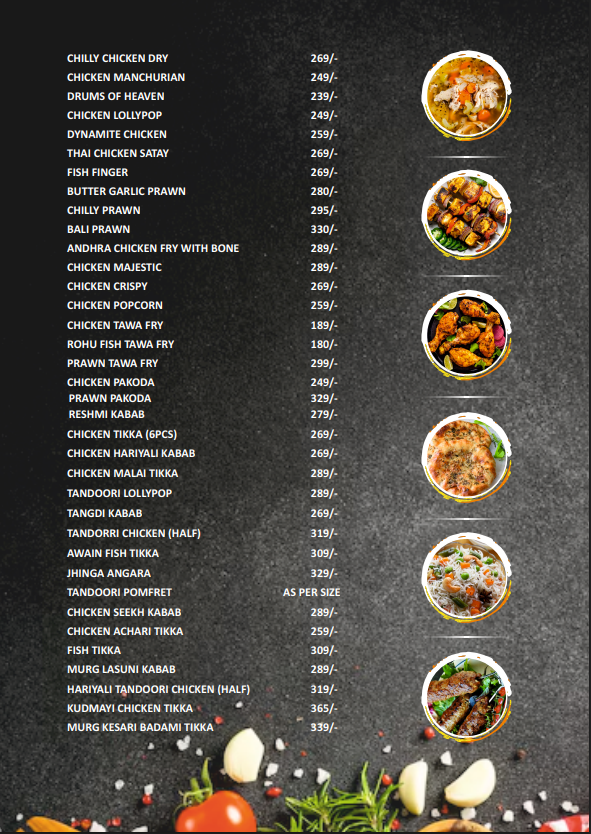 CHILLY CHICKEN DRY 269/-
CHICKEN MANCHURIAN 249/-
DRUMS OF HEAVEN 239/-
CHICKEN LOLLYPOP 249/-
DYNAMITE CHICKEN 259/-
THAI CHICKEN SATAY 269/-
FISH FINGER 269/-
BUTTER GARLIC PRAWN 280/-
CHILLY PRAWN 295/-
BALI PRAWN 330/-
ANDHRA CHICKEN FRY WITH BONE 289/-
CHICKEN MAJESTIC 289/-
CHICKEN CRISPY 269/-
CHICKEN POPCORN 259/-
CHICKEN TAWA FRY 189/-
ROHU FISH TAWA FRY 180/-
PRAWN TAWA FRY 299/-
CHICKEN PAKODA 249/-
PRAWN PAKODA 329/-
RESHMI KABAB 279/-
CHICKEN TIKKA (6PCS) 269/-
CHICKEN HARIYALI KABAB 269/-
CHICKEN MALAI TIKKA 289/-
TANDOORI LOLLYPOP 289/-
TANGDI KABAB 269/-
TANDORRI CHICKEN (HALF) 319/-
AWAIN FISH TIKKA 309/-
JHINGA ANGARA 329/-
TANDOORI POMFRET AS PER SIZE
CHICKEN SEEKH KABAB 289/-
CHICKEN ACHARI TIKKA 259/-
FISH TIKKA 309/-
MURG LASUNI KABAB 289/-
HARIYALI TANDOORI CHICKEN (HALF) 319/-
KUDMAYI CHICKEN TIKKA 365/-
MURG KESARI BADAMI TIKKA 339/-